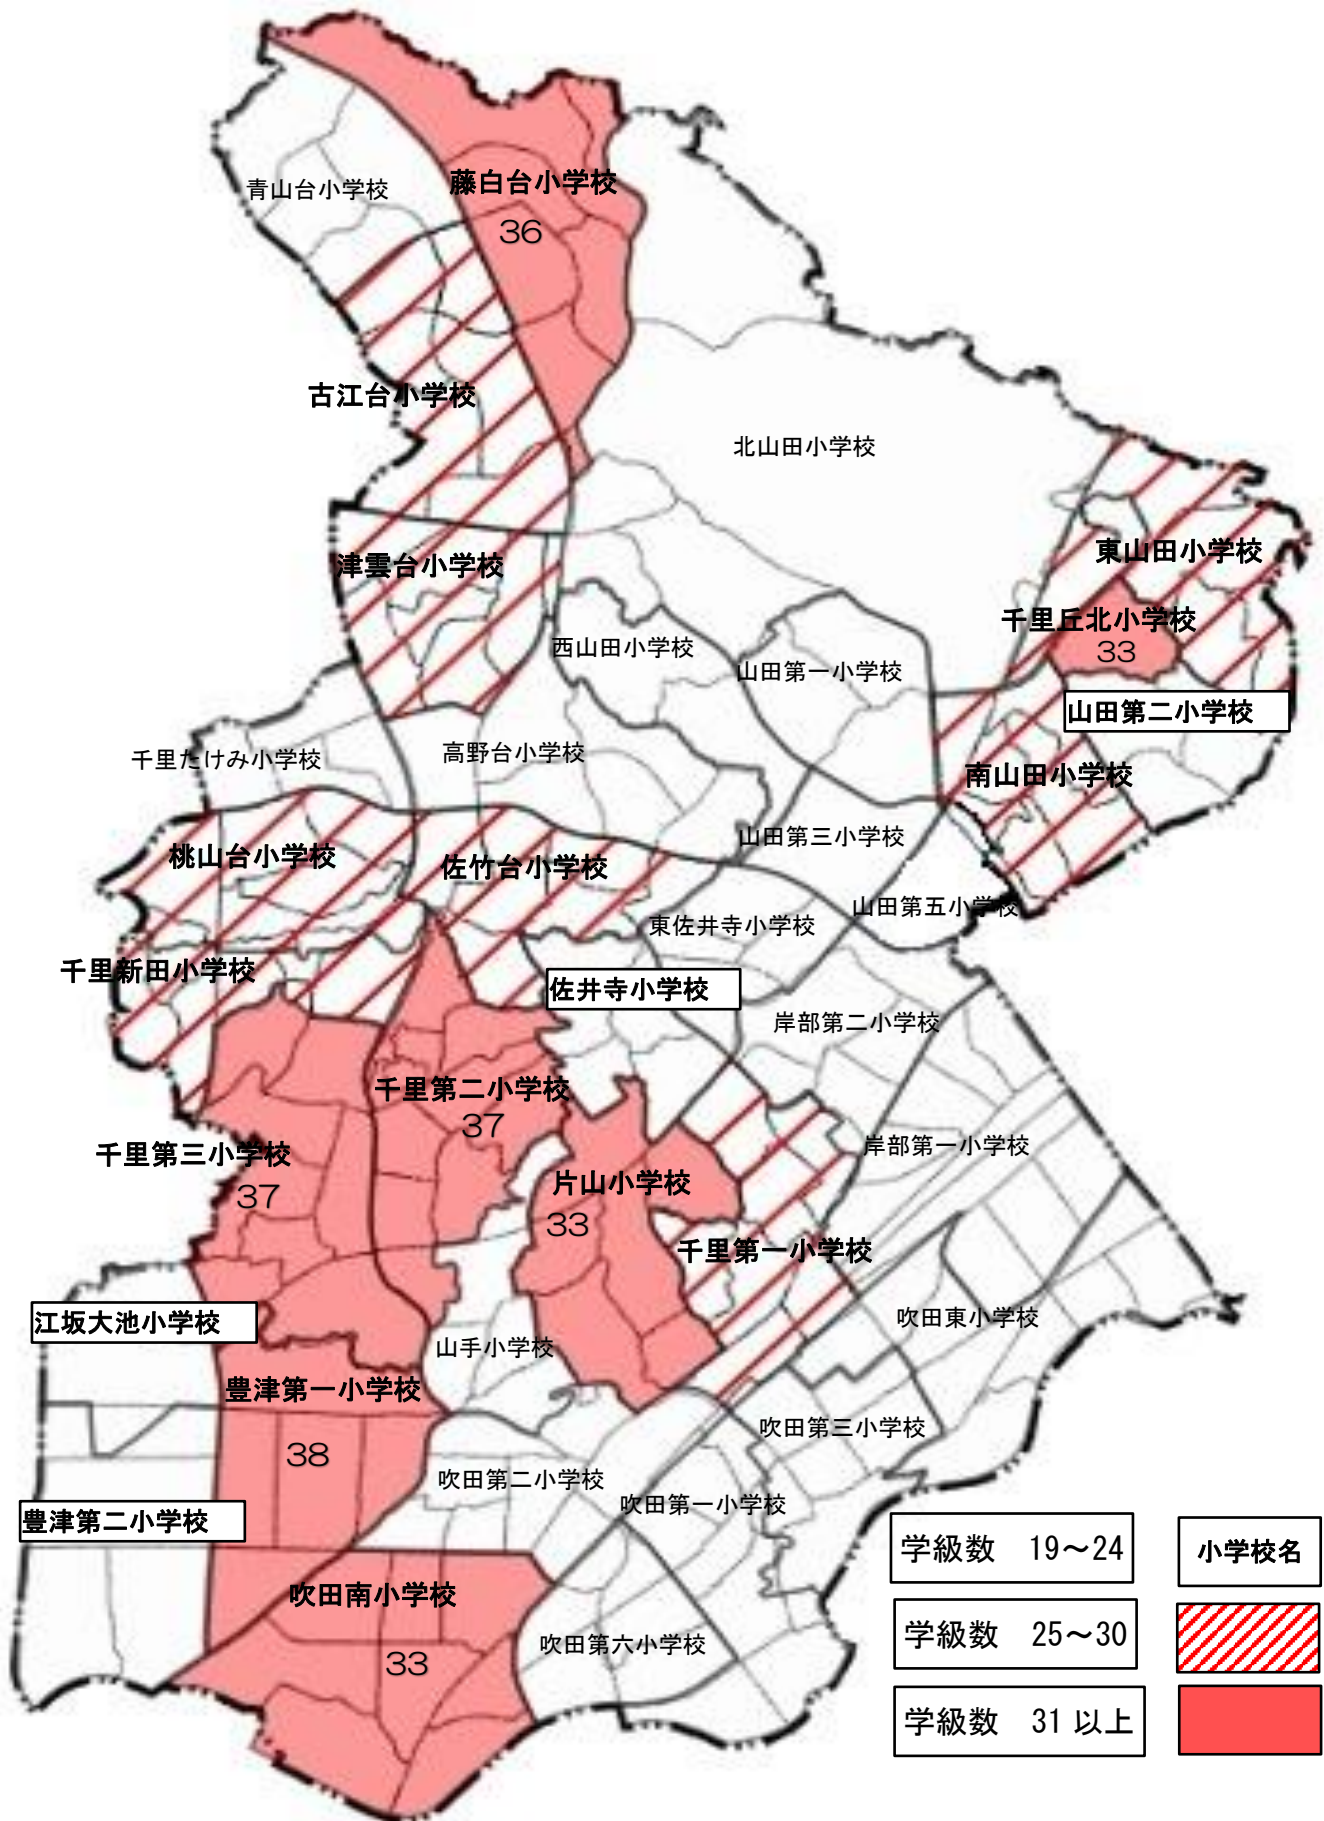 青山台小学校
藤白台小学校
36
古江台小学校
北山田小学校
東山田小学校
津雲台小学校
千里丘北小学校
33
西山田小学校
山田第一小学校
山田第二小学校
千里たけみ小学校
高野台小学校
南山田小学校
山田第三小学校
桃山台小学校
佐竹台小学校
山田第五小学校
東佐井寺小学校
千里新田小学校
佐井寺小学校
岸部第二小学校
千里第二小学校
37
岸部第一小学校
千里第三小学校
37
片山小学校
33
千里第一小学校
江坂大池小学校
吹田東小学校
山手小学校
豊津第一小学校
38
吹田第三小学校
吹田第二小学校
吹田第一小学校
豊津第二小学校
吹田南小学校
33
吹田第六小学校
学級数 19～24
小学校名
学級数 25～30
学級数 31以上